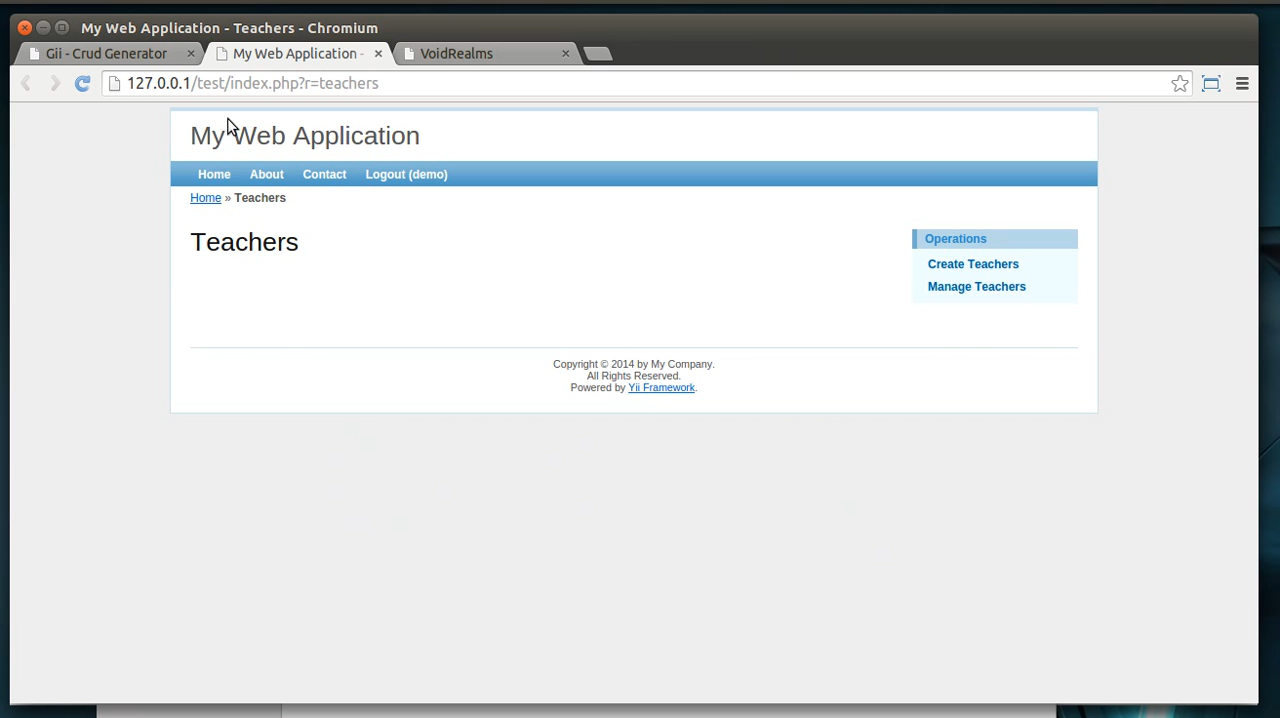 My Web Application - Teachers - Chromium
Gii - Crud Generator
My Web Application -
VoidRealms
127.0.0.1/test/index.php?r=teachers
My Web Application
Home About Contact Logout (demo)
Home » Teachers
Teachers
Operations
Create Teachers
Manage Teachers
Copyright © 2014 by My Company.
All Rights Reserved.
Powered by Yii Framework.